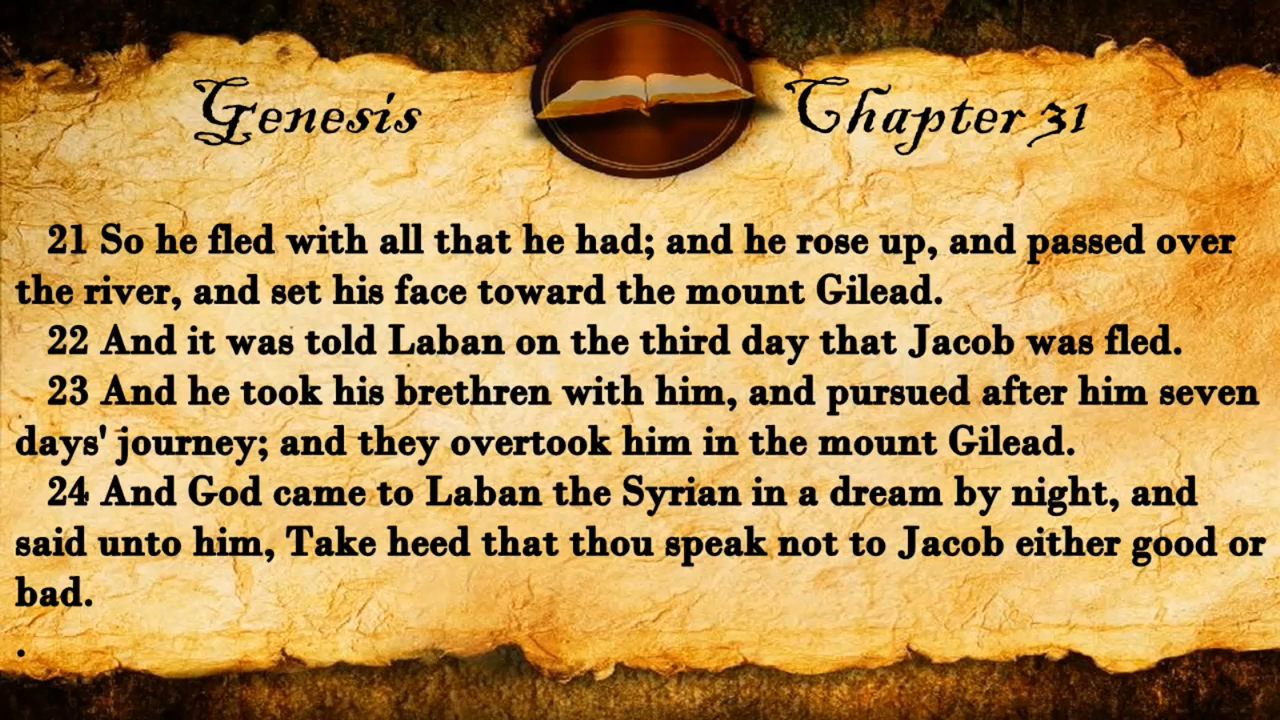 Genesis Chapter 31
21 So he fled with all that he had; and he rose up, and passed over
the river, and set his face toward the mount Gilead.
22 And it was told Laban on the third day that Jacob was fled.
23 And he took his brethren with him, and pursued after him seven
days' journey; and they overtook him in the mount Gilead.
24 And God came to Laban the Syrian in a dream by night, and
said unto him, Take heed that thou speak not to Jacob either good or
bad.
.